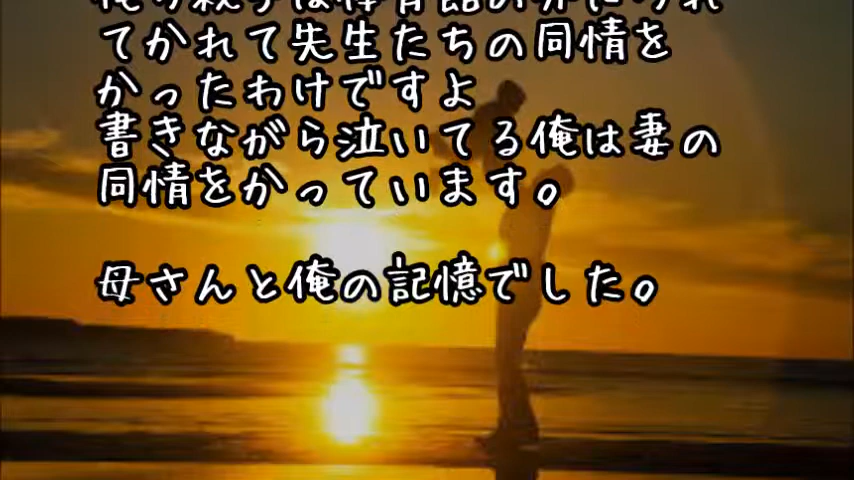 てかれて先生たちの同情を
かったわけですよ
書きながら泣いてる俺は妻の
同情をかっています。
母さんと俺の記憶でした。